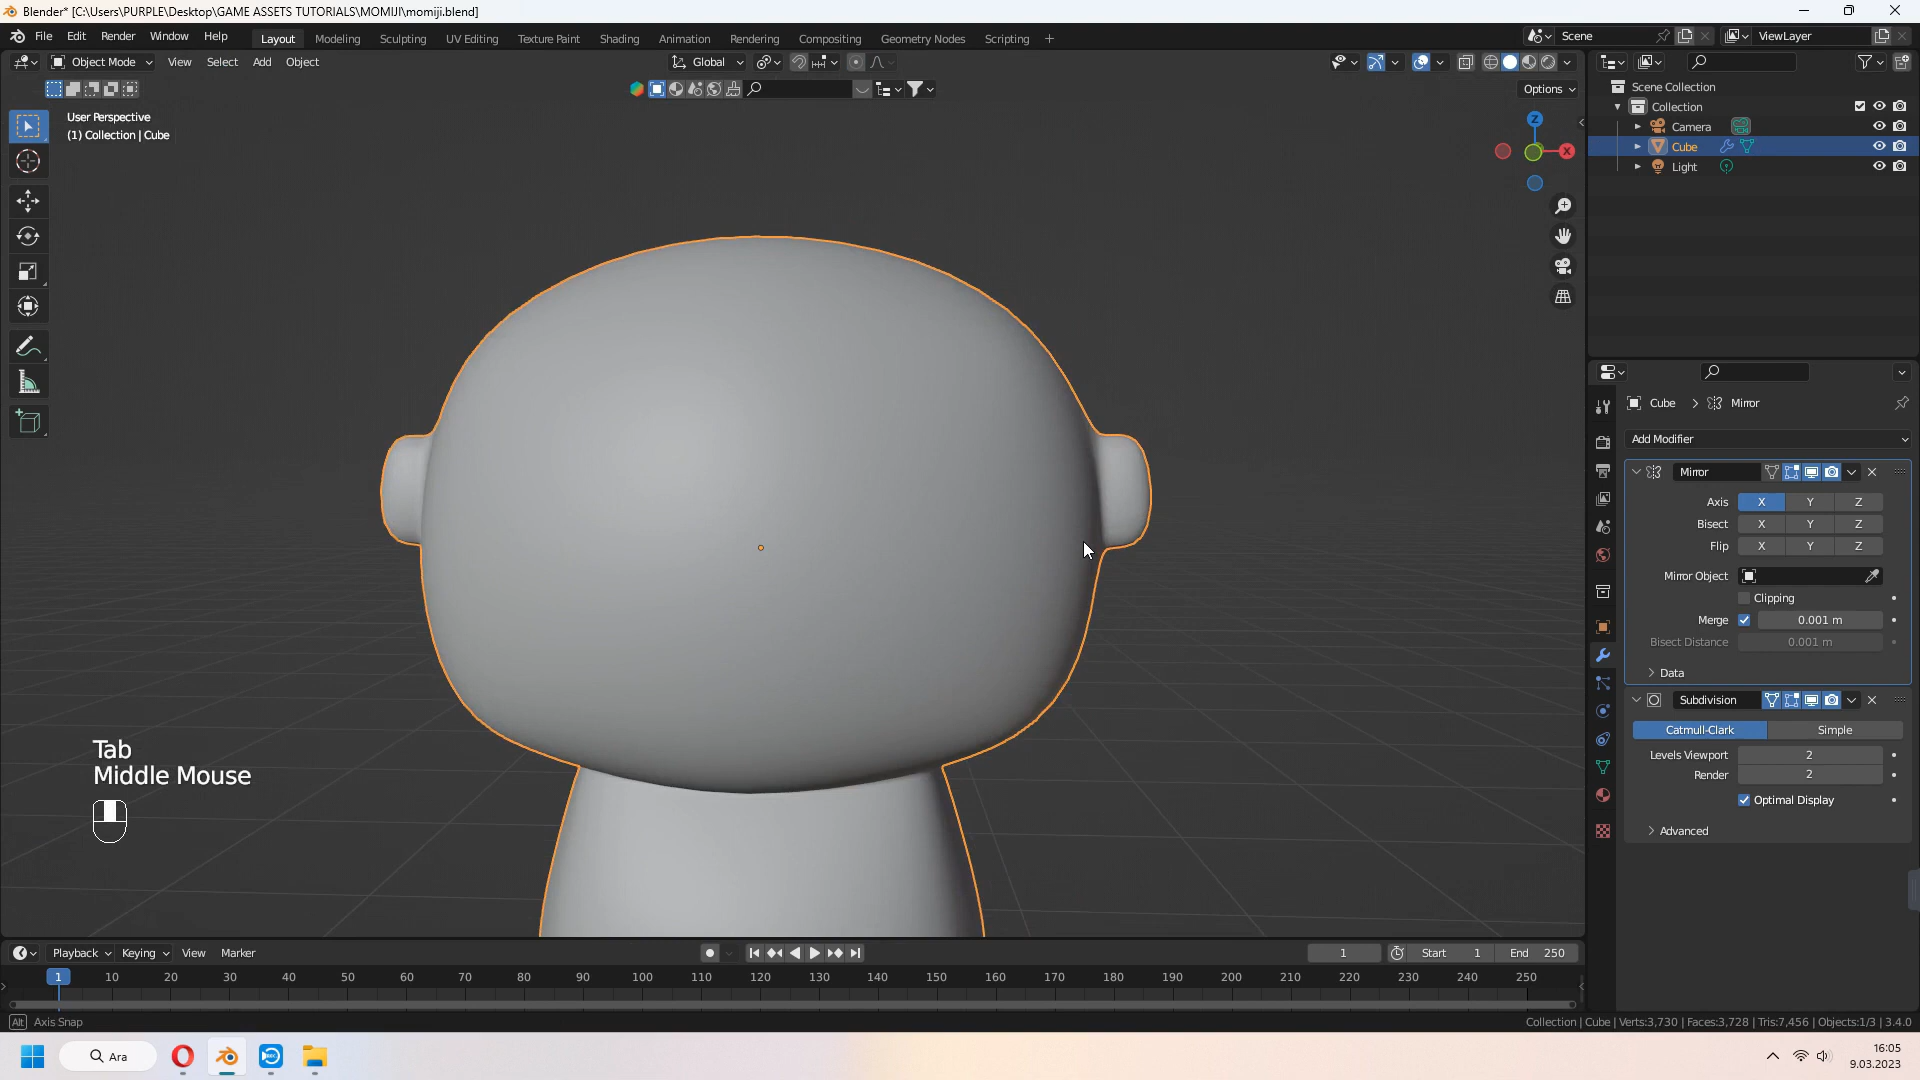 Blender* [C:\Users\PURPLE\Desktop\GAME ASSETS TUTORIALS\MOMIJI\momiji.blend]
File Edit Render Window Help Layout Modeling Sculpting UV Editing Texture Paint Shading Animation Rendering Compositing Geometry Nodes Scripting + Scene ViewLayer
Object Mode View Select Add Object Global
Options
User Perspective
(1) Collection | Cube
Z
X
Scene Collection
Collection
Camera
Cube
Light
Cube > Mirror
Add Modifier
Mirror
Axis X Y Z
Bisect X Y Z
Flip X Y Z
Mirror Object
Clipping
Merge 0.001 m
Bisect Distance 0.001 m
Data
Subdivision
Catmull-Clark Simple
Levels Viewport 2
Render 2
Optimal Display
Advanced
Tab
Middle Mouse
Playback Keying View Marker 1 Start 1 End 250
1 10 20 30 40 50 60 70 80 90 100 110 120 130 140 150 160 170 180 190 200 210 220 230 240 250
Alt Axis Snap
Collection | Cube | Verts:3,730 | Faces:3,728 | Tris:7,456 | Objects:1/3 | 3.4.0
Ara
REC
16:05
9.03.2023